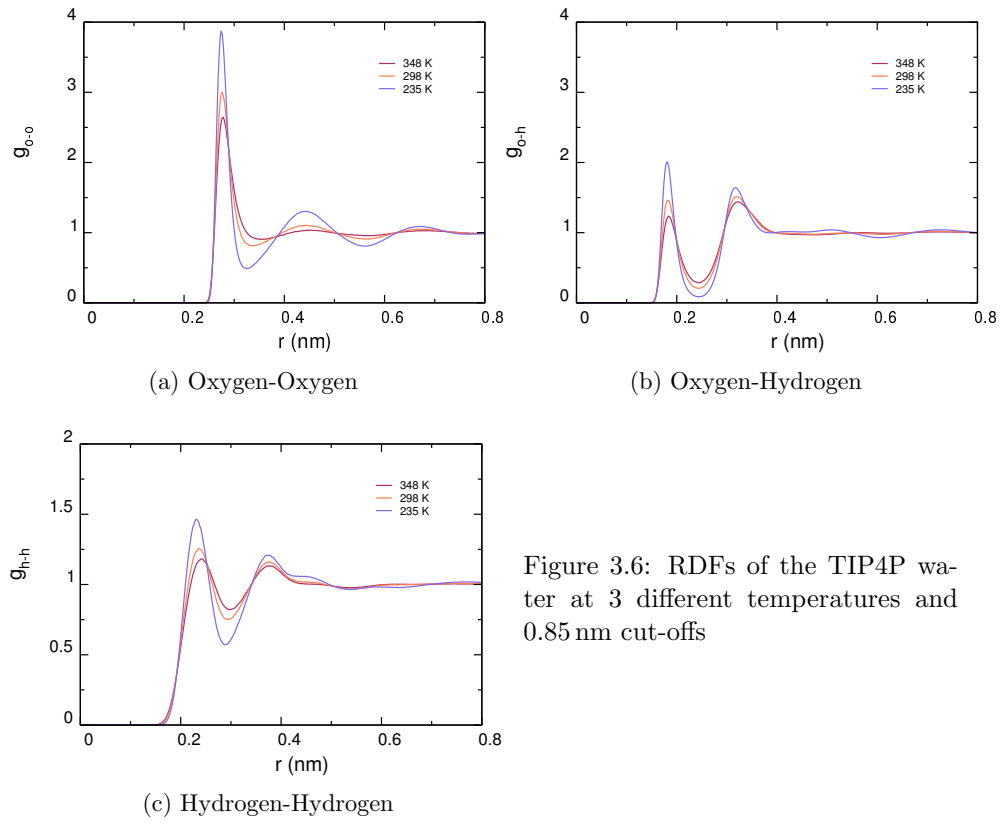 4
3
2
1
0
g o-o
348 K
298 K
235 K
0
0.2
0.4
0.6
0.8
r (nm)
(a) Oxygen-Oxygen
4
3
2
1
0
g o-h
348 K
298 K
235 K
0
0.2
0.4
0.6
0.8
r (nm)
(b) Oxygen-Hydrogen
2
1.5
1
0.5
0
g h-h
348 K
298 K
235 K
0
0.2
0.4
0.6
0.8
r (nm)
(c) Hydrogen-Hydrogen
Figure 3.6: RDFs of the TIP4P wa-
ter at 3 different temperatures and
0.85 nm cut-offs